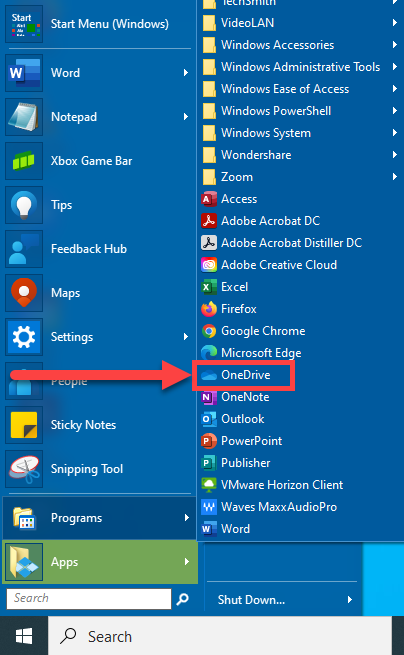 Start
Start Menu (Windows)
Word
Notepad
Xbox Game Bar
Tips
Feedback Hub
Maps
Settings
People
Sticky Notes
Snipping Tool
Programs
Apps
Search
TechSmith
VideoLAN
Windows Accessories
Windows Administrative Tools
Windows Ease of Access
Windows PowerShell
Windows System
Wondershare
Zoom
Access
Adobe Acrobat DC
Adobe Acrobat Distiller DC
Adobe Creative Cloud
Excel
Firefox
Google Chrome
Microsoft Edge
OneDrive
OneNote
Outlook
PowerPoint
Publisher
VMware Horizon Client
Waves MaxxAudioPro
Word
Shut Down...
Search